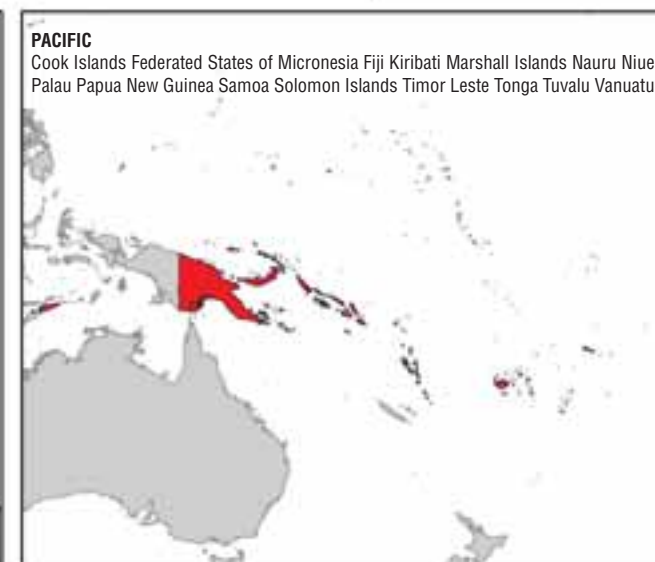 PACIFIC
Cook Islands Federated States of Micronesia Fiji Kiribati Marshall Islands Nauru Niue
Palau Papua New Guinea Samoa Solomon Islands Timor Leste Tonga Tuvalu Vanuatu